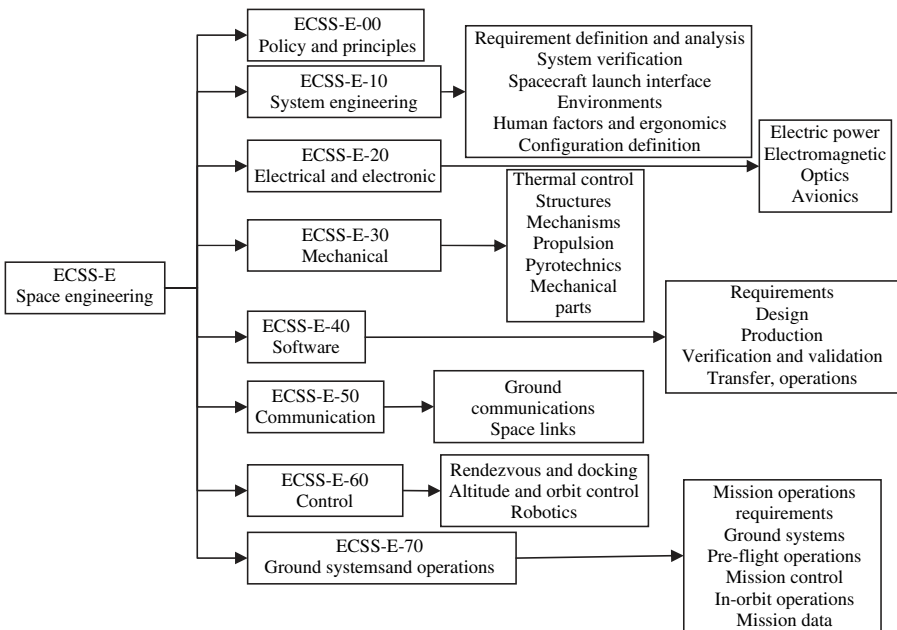 ECSS-E
Space engineering
ECSS-E-00
Policy and principles
ECSS-E-10
System engineering
Requirement definition and analysis
System verification
Spacecraft launch interface
Environments
Human factors and ergonomics
Configuration definition
ECSS-E-20
Electrical and electronic
Electric power
Electromagnetic
Optics
Avionics
ECSS-E-30
Mechanical
Thermal control
Structures
Mechanisms
Propulsion
Pyrotechnics
Mechanical
parts
ECSS-E-40
Software
Requirements
Design
Production
Verification and validation
Transfer, operations
ECSS-E-50
Communication
Ground
communications
Space links
ECSS-E-60
Control
Rendezvous and docking
Altitude and orbit control
Robotics
ECSS-E-70
Ground systemsand operations
Mission operations
requirements
Ground systems
Pre-flight operations
Mission control
In-orbit operations
Mission data